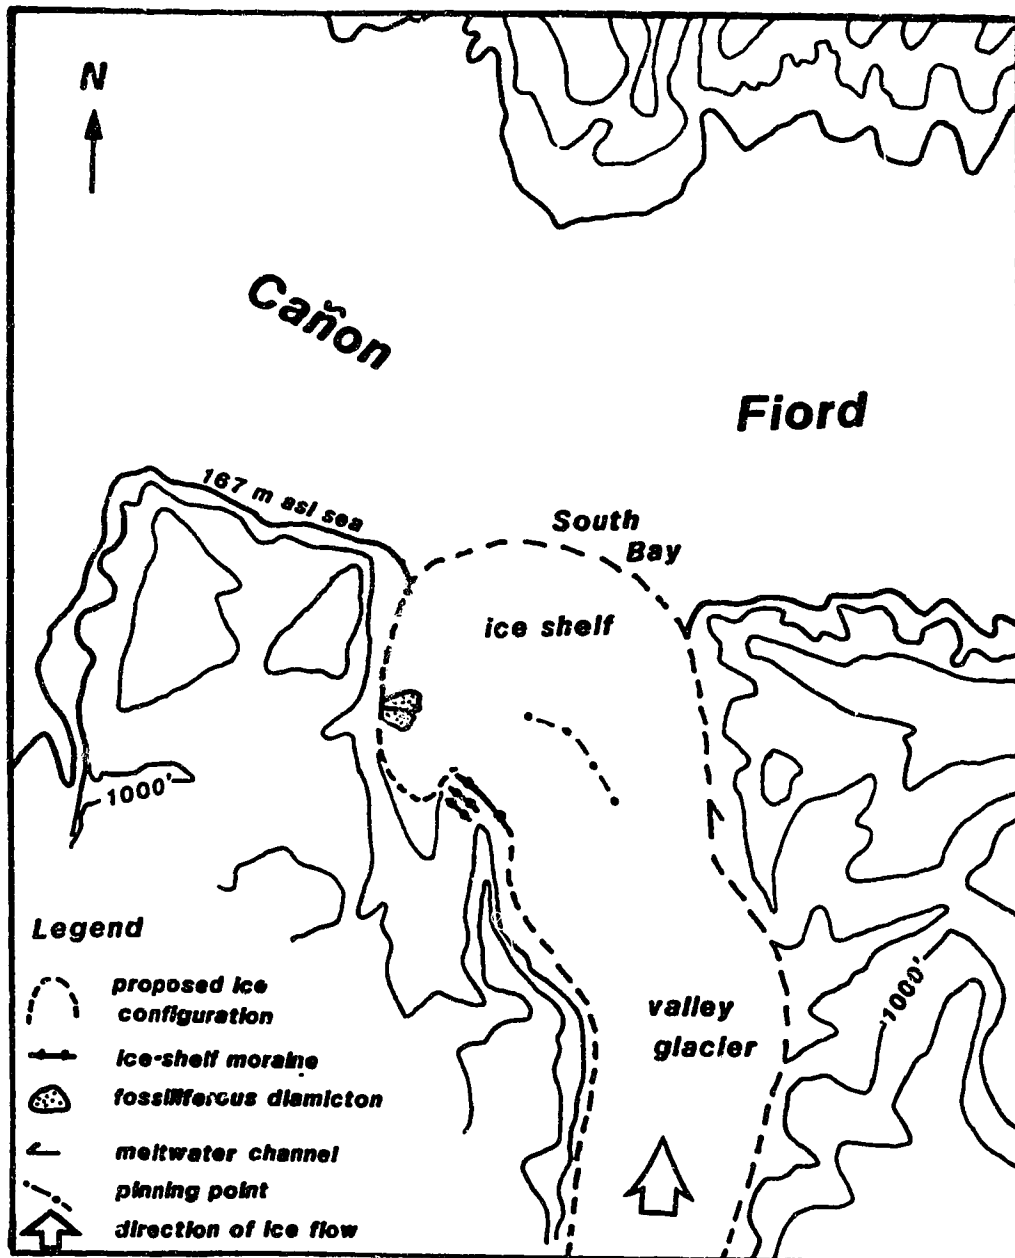 N
Cañon
Fiord
167 m asl sea
South
Bay
ice shelf
1000'
Legend
proposed ice
configuration
ice-shelf moraine
fossiliferous diamicton
meltwater channel
pinning point
direction of ice flow
valley
glacier
1000'